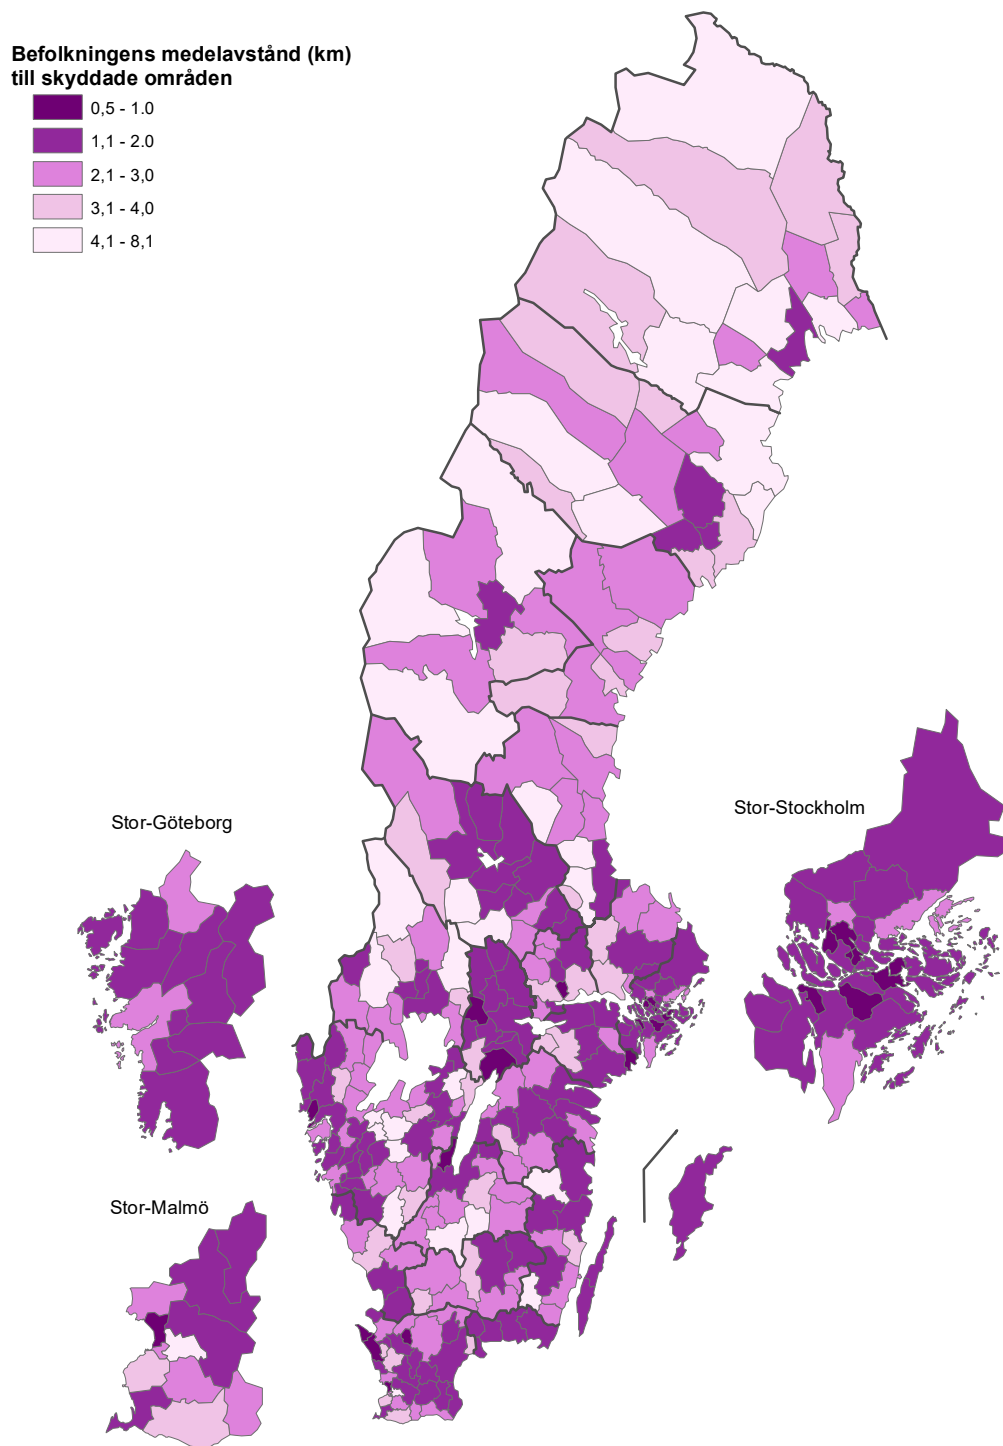 Befolkningens medelavstånd (km)
till skyddade områden
0,5 - 1.0
1,1 - 2.0
2,1 - 3,0
3,1 - 4,0
4,1 - 8,1
Stor-Göteborg
Stor-Stockholm
Stor-Malmö